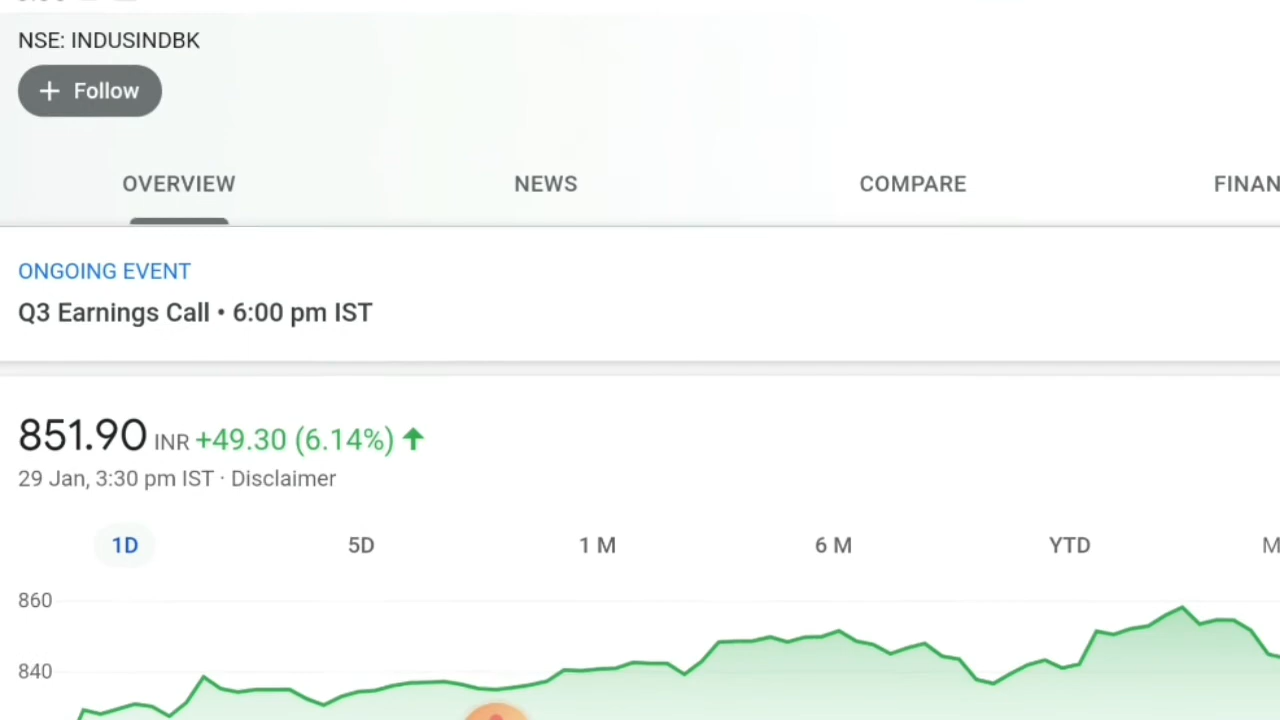 NSE: INDUSINDBK
+ Follow
OVERVIEW NEWS COMPARE FINAN
ONGOING EVENT
Q3 Earnings Call • 6:00 pm IST
851.90 INR +49.30 (6.14%) ↑
29 Jan, 3:30 pm IST · Disclaimer
1D 5D 1 M 6 M YTD M
860
840